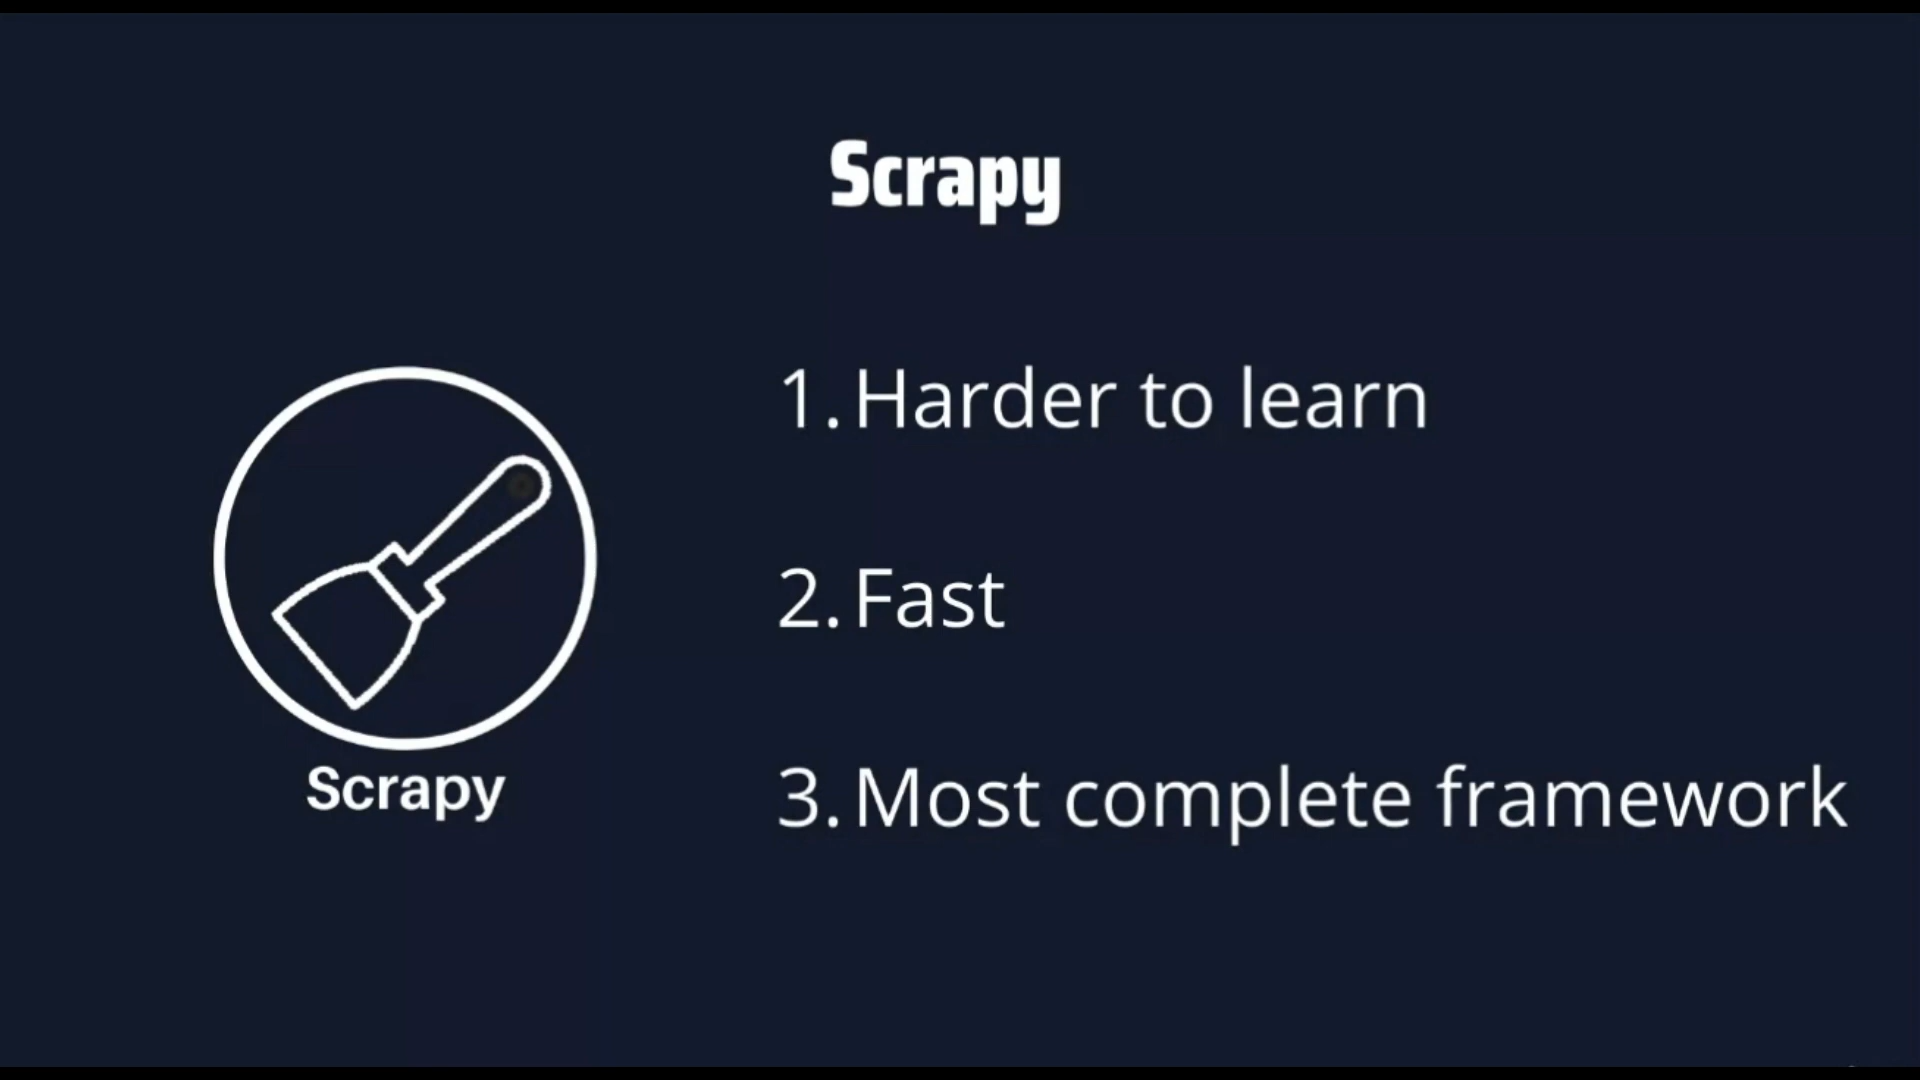 Scrapy
1. Harder to learn
2. Fast
3. Most complete framework
Scrapy